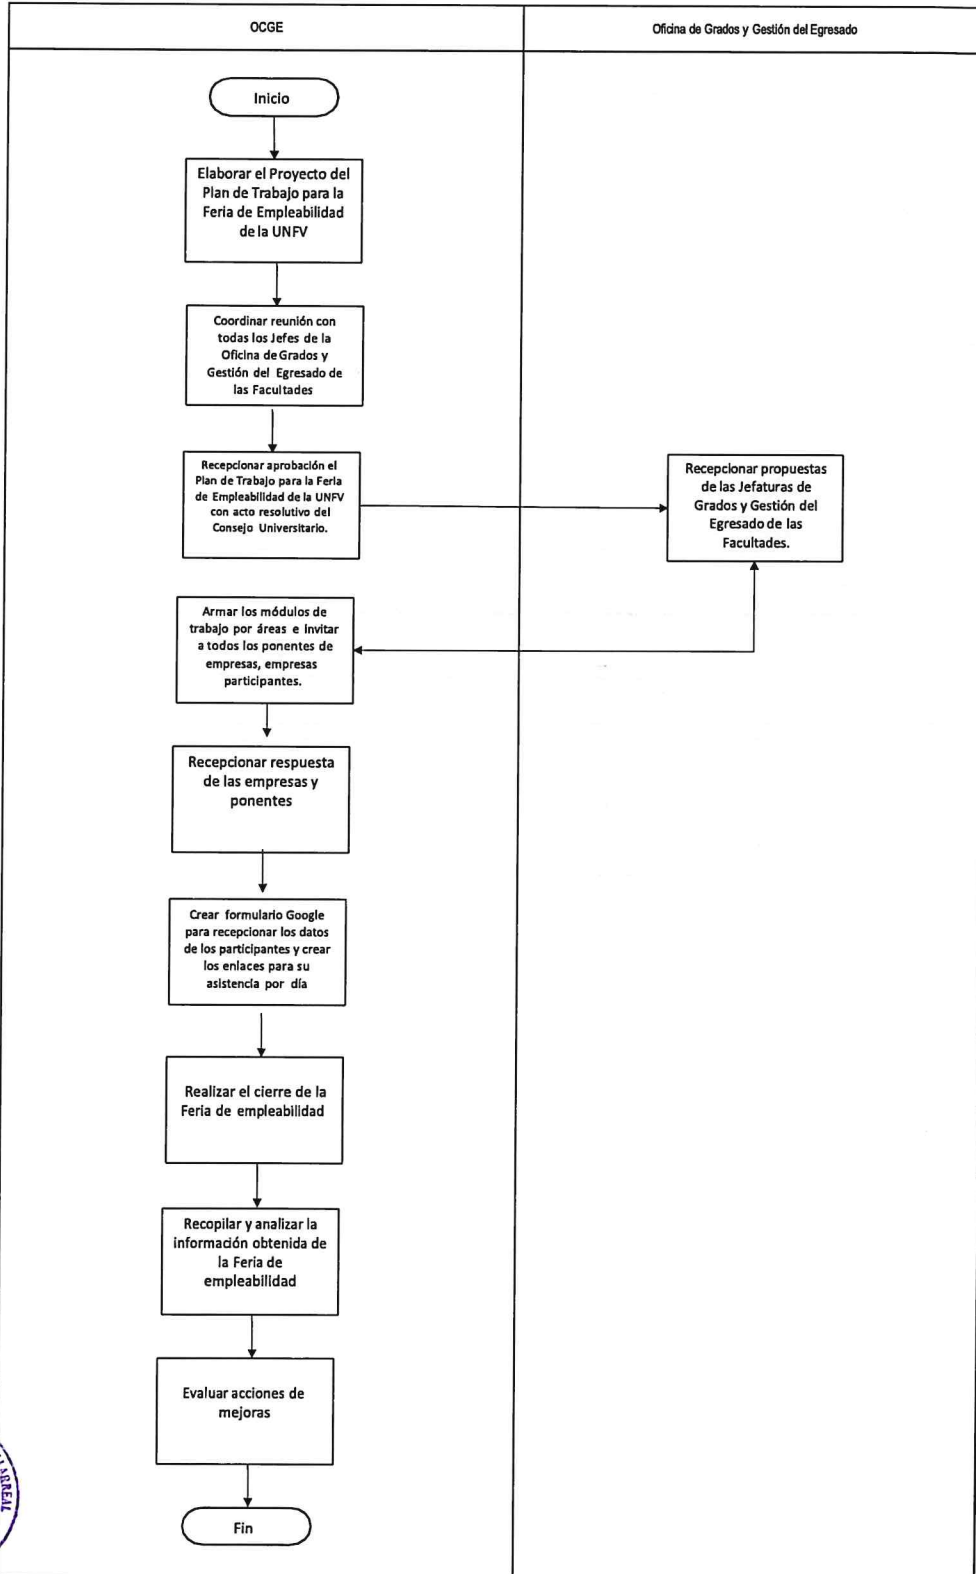 OCGE
Oficina de Grados y Gestión del Egresado
Inicio
Elaborar el Proyecto del
Plan de Trabajo para la
Feria de Empleabilidad
de la UNFV
Coordinar reunión con
todas los Jefes de la
Oficina de Grados y
Gestión del Egresado de
las Facultades
Recepcionar aprobación el
Plan de Trabajo para la Feria
de Empleabilidad de la UNFV
con acto resolutivo del
Consejo Universitario.
Recepcionar propuestas
de las Jefaturas de
Grados y Gestión del
Egresado de las
Facultades.
Armar los módulos de
trabajo por áreas e invitar
a todos los ponentes de
empresas, empresas
participantes.
Recepcionar respuesta
de las empresas y
ponentes
Crear formulario Google
para recepcionar los datos
de los participantes y crear
los enlaces para su
asistencia por día
Realizar el cierre de la
Feria de empleabilidad
Recopilar y analizar la
información obtenida de
la Feria de
empleabilidad
Evaluar acciones de
mejoras
Fin